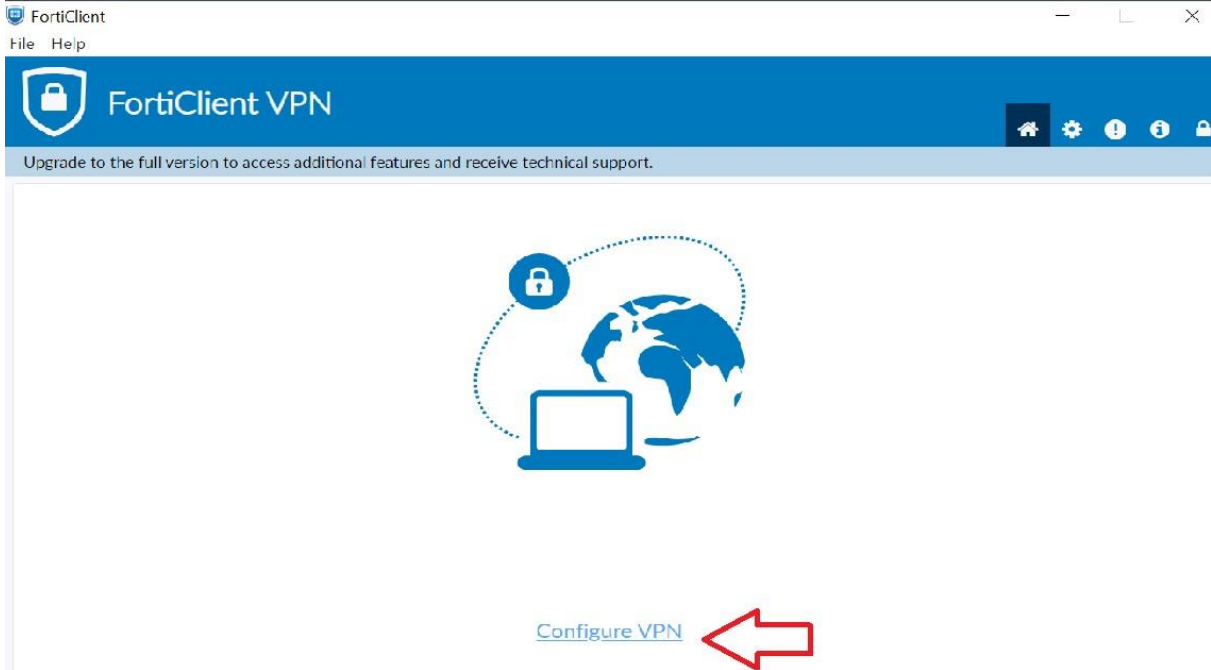 FortiClient
File Help
FortiClient VPN
Upgrade to the full version to access additional features and receive technical support.
Configure VPN